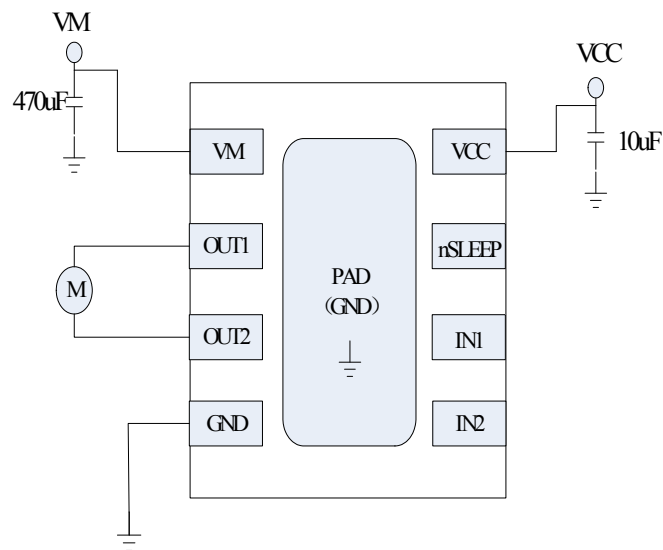 VM
VCC
470uF
10uF
VM
VCC
OUT1
nSLEEP
M
PAD
(GND)
OUT2
IN1
GND
IN2